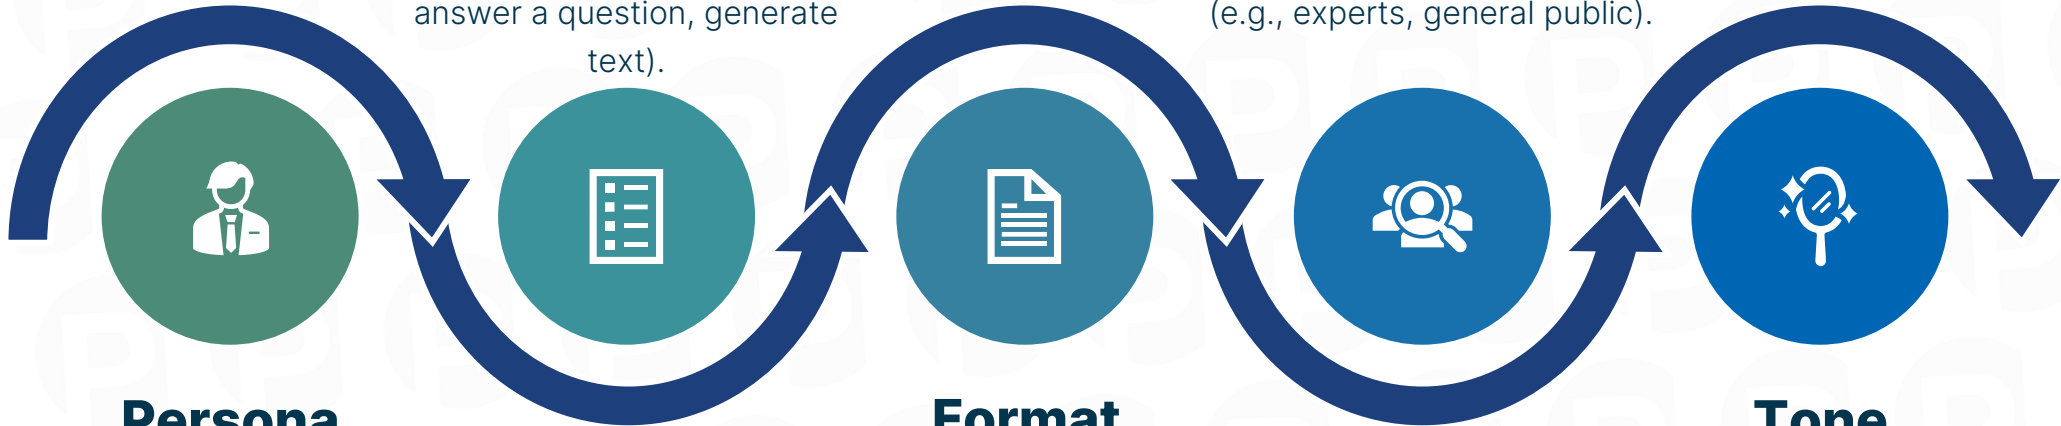 answer a question, generate
text).
(e.g., experts, general public).
Persona
Format
Tone